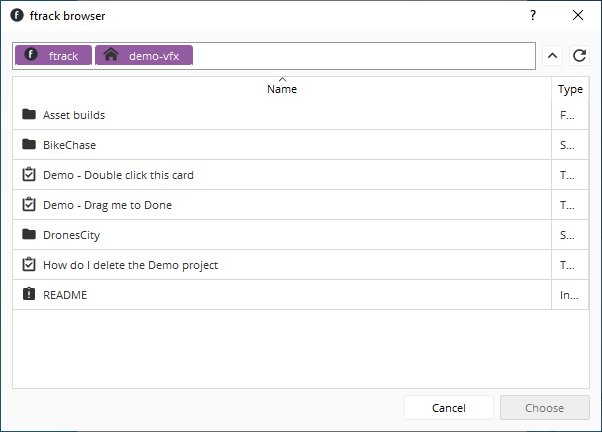 ftrack browser
?
ftrack demo-vfx
Name Type
Asset builds F...
BikeChase S...
Demo - Double click this card T...
Demo - Drag me to Done T...
DronesCity S...
How do I delete the Demo project T...
README In...
Cancel Choose